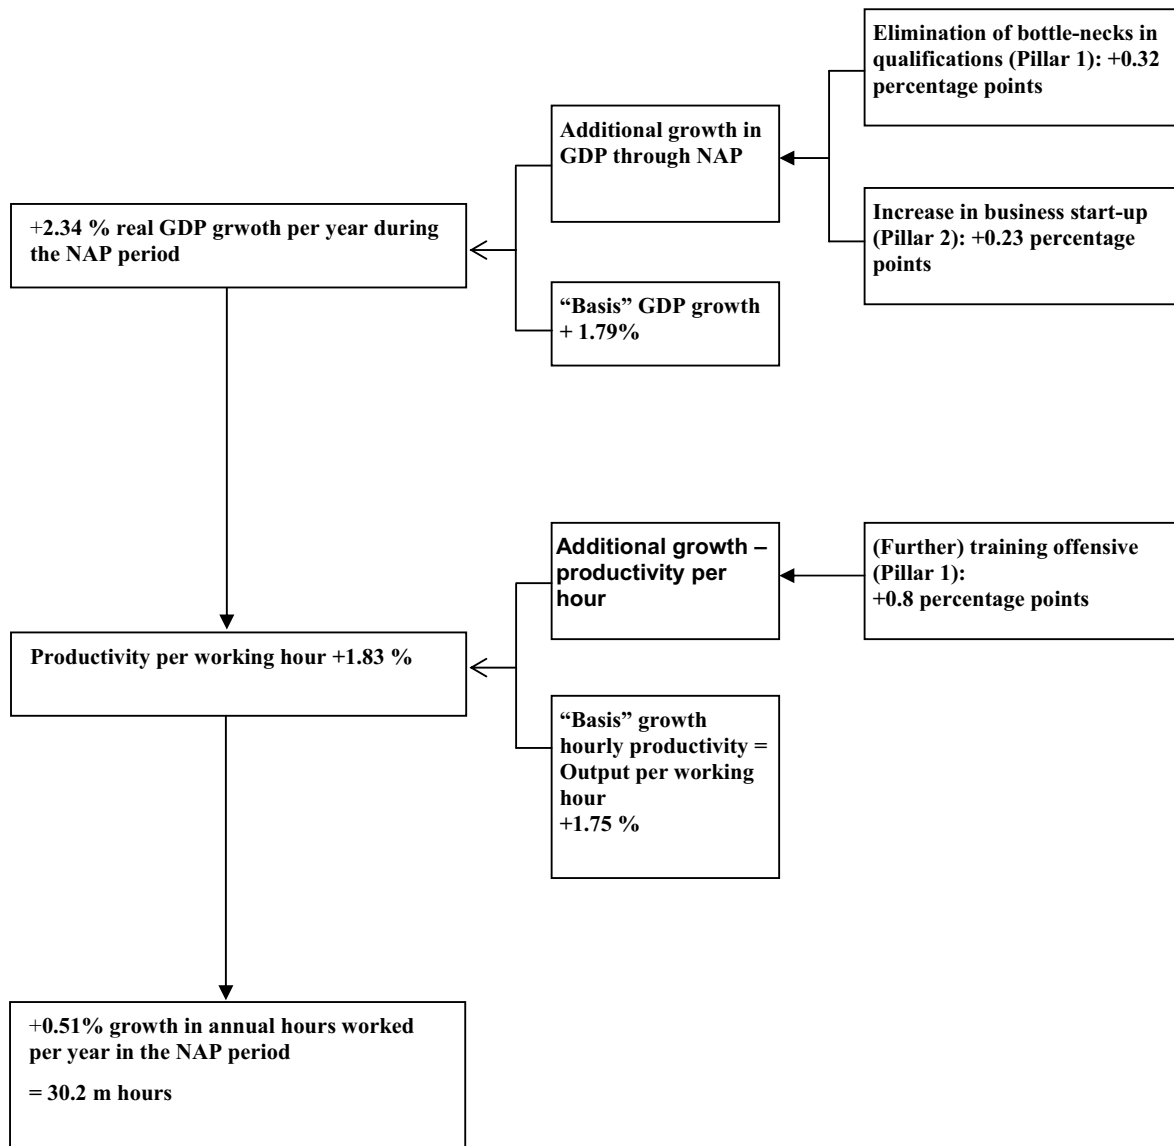 Elimination of bottle-necks in
qualifications (Pillar 1): +0.32
percentage points
Additional growth in
GDP through NAP
Increase in business start-up
(Pillar 2): +0.23 percentage
points
+2.34 % real GDP grwoth per year during
the NAP period
“Basis” GDP growth
+ 1.79%
Additional growth –
productivity per
hour
(Further) training offensive
(Pillar 1):
+0.8 percentage points
Productivity per working hour +1.83 %
“Basis” growth
hourly productivity =
Output per working
hour
+1.75 %
+0.51% growth in annual hours worked
per year in the NAP period
= 30.2 m hours